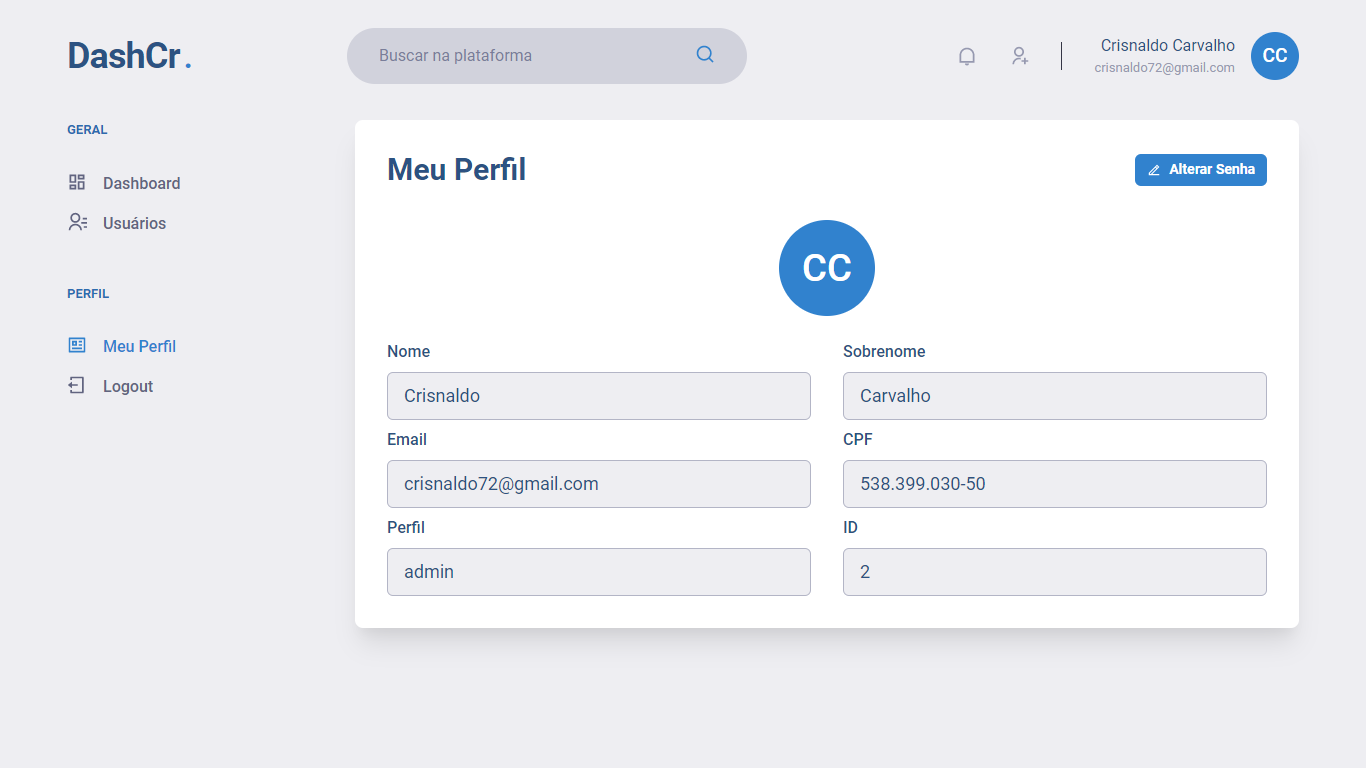 DashCr.
Buscar na plataforma
Crisnaldo Carvalho
crisnaldo72@gmail.com
CC
GERAL
Dashboard
Usuários
PERFIL
Meu Perfil
Logout
Meu Perfil
Alterar Senha
CC
Nome
Sobrenome
Crisnaldo
Carvalho
Email
CPF
crisnaldo72@gmail.com
538.399.030-50
Perfil
ID
admin
2